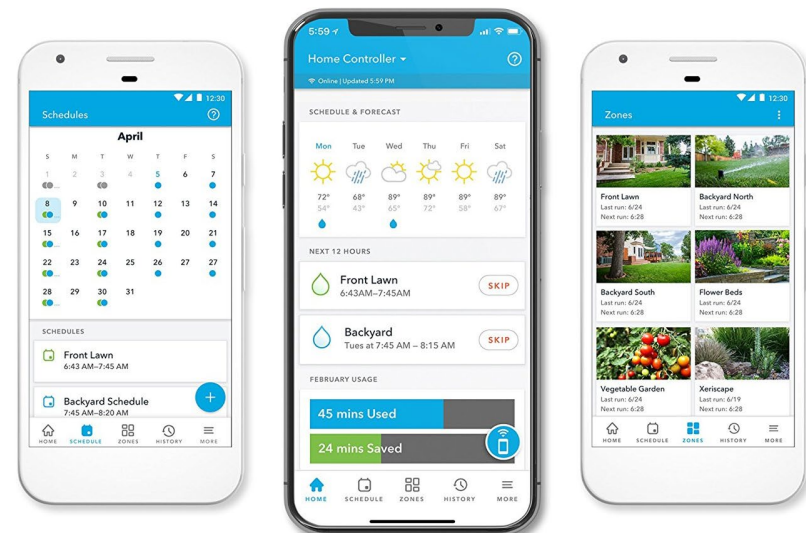 12:30
Schedules
April
S M T W T F S
1 2 3 4 5 6 7
8 9 10 11 12 13 14
15 16 17 18 19 20 21
22 23 24 25 26 27
28 29 30 31
SCHEDULES
Front Lawn
6:43 AM–7:45 AM
Backyard Schedule
7:45 AM–8:20 AM
+
HOME SCHEDULE ZONES HISTORY MORE
5:59
Home Controller
?
Online | Updated 5:59 PM
SCHEDULE & FORECAST
Mon Tue Wed Thu Fri Sat
72° 68° 89° 89° 89° 89°
54° 43° 65° 72° 58° 67°
NEXT 12 HOURS
Front Lawn
6:43AM–7:45AM
SKIP
Backyard
Tues at 7:45 AM – 8:15 AM
SKIP
FEBRUARY USAGE
45 mins Used
24 mins Saved
HOME SCHEDULE ZONES HISTORY MORE
12:30
Zones
Front Lawn
Last run: 6/24
Next run: 6:28
Backyard North
Last run: 6/24
Next run: 6:28
Backyard South
Last run: 6/24
Next run: 6:28
Flower Beds
Last run: 6/24
Next run: 6:28
Vegetable Garden
Last run: 6/24
Next run: 6:28
Xeriscape
Last run: 6/19
Next run: 6:28
HOME SCHEDULE ZONES HISTORY MORE